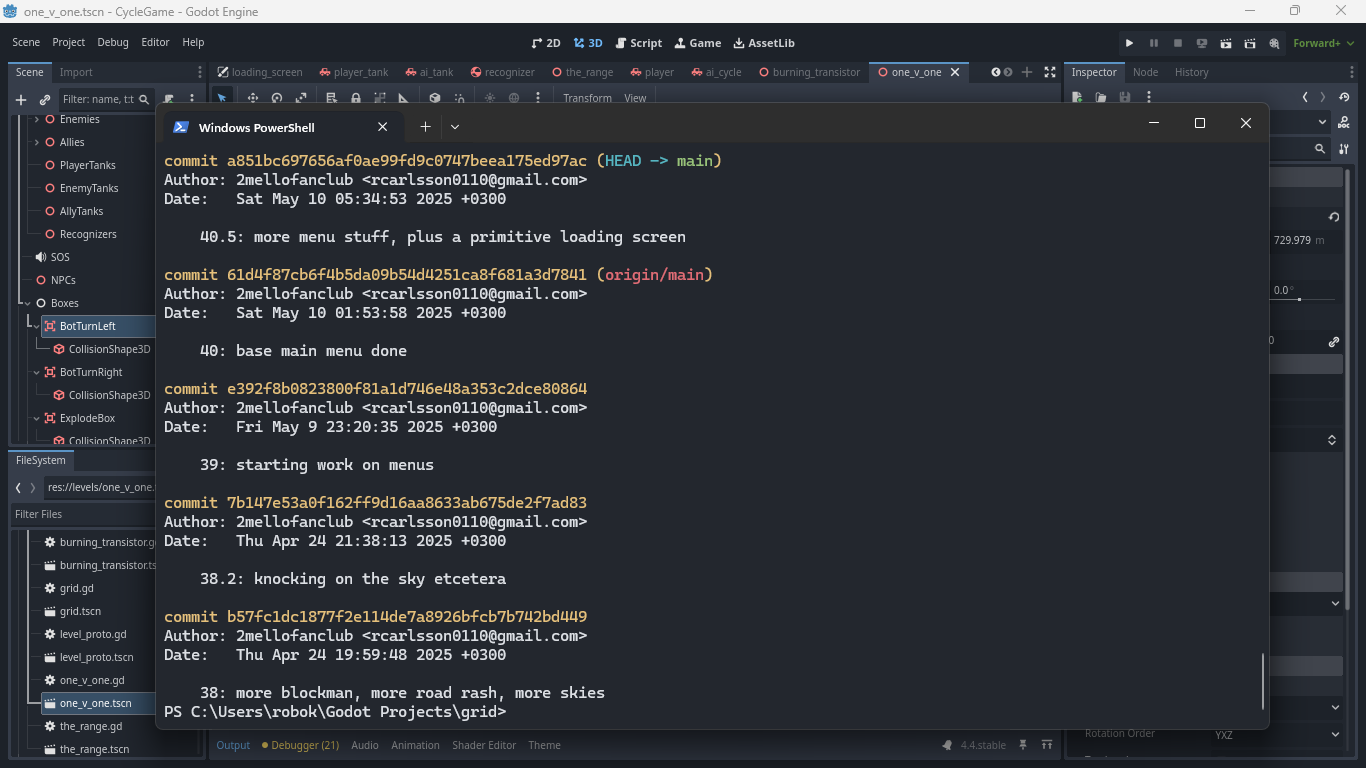 one_v_one.tscn - CycleGame - Godot Engine
Scene Project Debug Editor Help
2D 3D Script Game AssetLib
Forward+
Scene Import
loading_screen player_tank ai_tank recognizer the_range player ai_cycle burning_transistor one_v_one
Inspector Node History
Filter: name, t:t
Transform View
Enemies
Allies
PlayerTanks
EnemyTanks
AllyTanks
Recognizers
SOS
NPCs
Boxes
BotTurnLeft
CollisionShape3D
BotTurnRight
CollisionShape3D
ExplodeBox
CollisionShape3D
FileSystem
res://levels/one_v_one.
Filter Files
burning_transistor.g
burning_transistor.ts
grid.gd
grid.tscn
level_proto.gd
level_proto.tscn
one_v_one.gd
one_v_one.tscn
the_range.gd
the_range.tscn
Windows PowerShell
commit a851bc697656af0ae99fd9c0747beea175ed97ac (HEAD -> main)
Author: 2mellofanclub <rcarlsson0110@gmail.com>
Date:   Sat May 10 05:34:53 2025 +0300
40.5: more menu stuff, plus a primitive loading screen
commit 61d4f87cb6f4b5da09b54d4251ca8f681a3d7841 (origin/main)
Author: 2mellofanclub <rcarlsson0110@gmail.com>
Date:   Sat May 10 01:53:58 2025 +0300
40: base main menu done
commit e392f8b0823800f81a1d746e48a353c2dce80864
Author: 2mellofanclub <rcarlsson0110@gmail.com>
Date:   Fri May 9 23:20:35 2025 +0300
39: starting work on menus
commit 7b147e53a0f162ff9d16aa8633ab675de2f7ad83
Author: 2mellofanclub <rcarlsson0110@gmail.com>
Date:   Thu Apr 24 21:38:13 2025 +0300
38.2: knocking on the sky etcetera
commit b57fc1dc1877f2e114de7a8926bfcb7b742bd449
Author: 2mellofanclub <rcarlsson0110@gmail.com>
Date:   Thu Apr 24 19:59:48 2025 +0300
38: more blockman, more road rash, more skies
PS C:\Users\robok\Godot Projects\grid>
DOC
729.979 m
0.0 °
0
Output Debugger (21) Audio Animation Shader Editor Theme
4.4.stable
Rotation Order YXZ